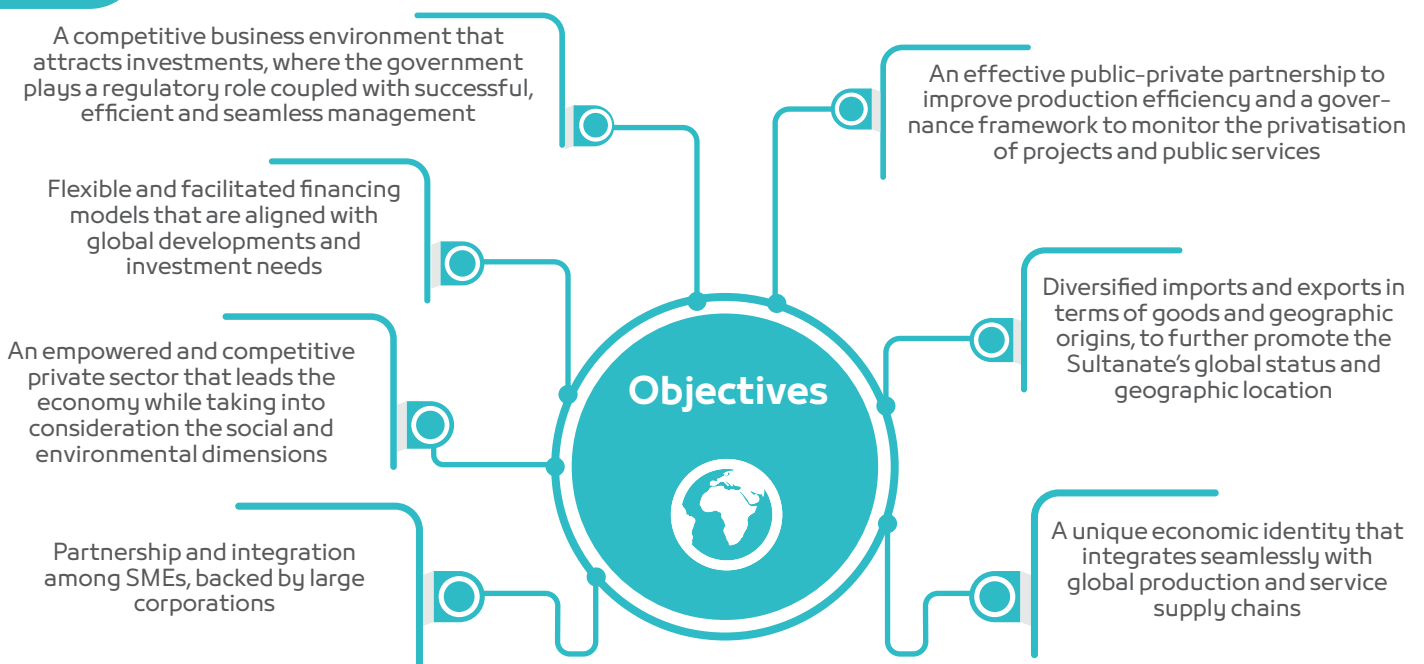 A competitive business environment that
attracts investments, where the government
plays a regulatory role coupled with successful,
efficient and seamless management
Flexible and facilitated financing
models that are aligned with
global developments and
investment needs
An empowered and competitive
private sector that leads the
economy while taking into
consideration the social and
environmental dimensions
Partnership and integration
among SMEs, backed by large
corporations
Objectives
An effective public-private partnership to
improve production efficiency and a gover-
nance framework to monitor the privatisation
of projects and public services
Diversified imports and exports in
terms of goods and geographic
origins, to further promote the
Sultanate's global status and
geographic location
A unique economic identity that
integrates seamlessly with
global production and service
supply chains